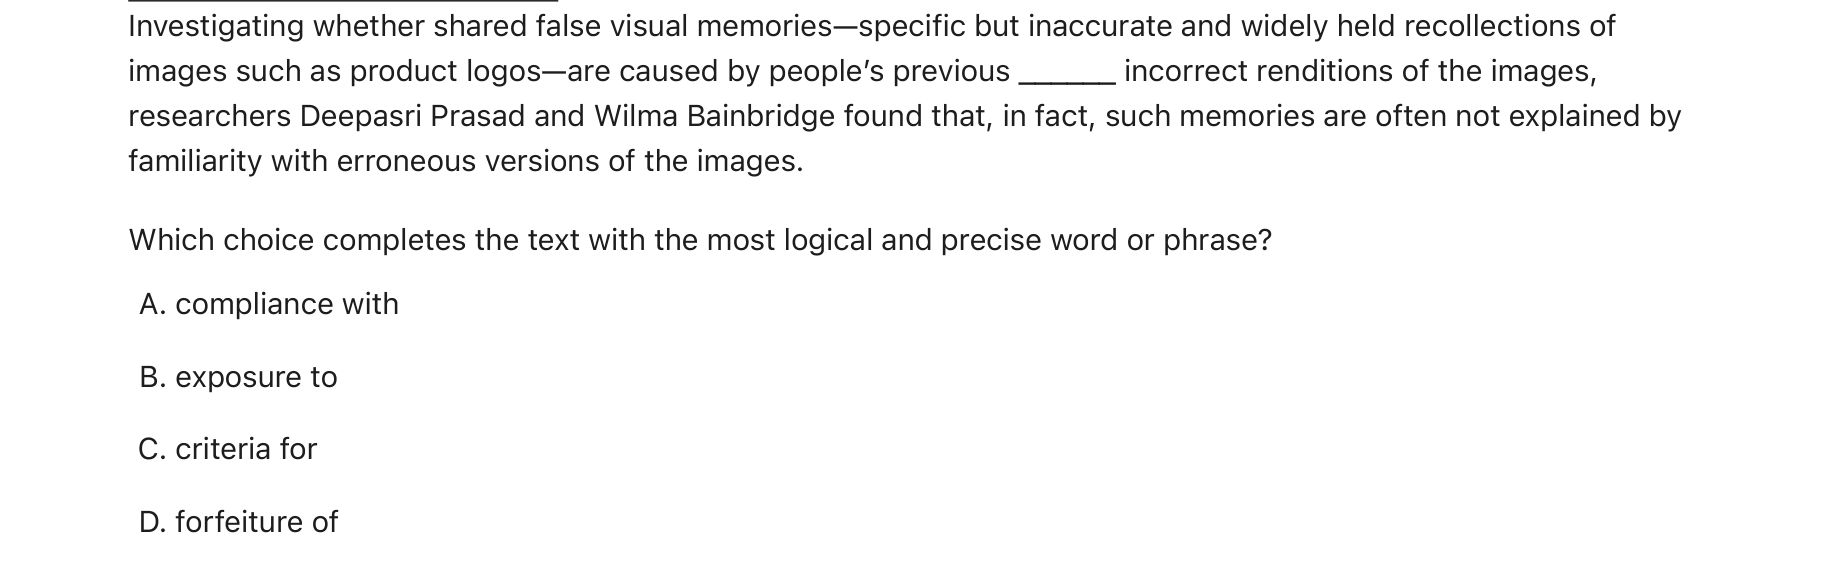 Investigating whether shared false visual memories—specific but inaccurate and widely held recollections of
images such as product logos—are caused by people’s previous ______ incorrect renditions of the images,
researchers Deepasri Prasad and Wilma Bainbridge found that, in fact, such memories are often not explained by
familiarity with erroneous versions of the images.
Which choice completes the text with the most logical and precise word or phrase?
A. compliance with
B. exposure to
C. criteria for
D. forfeiture of